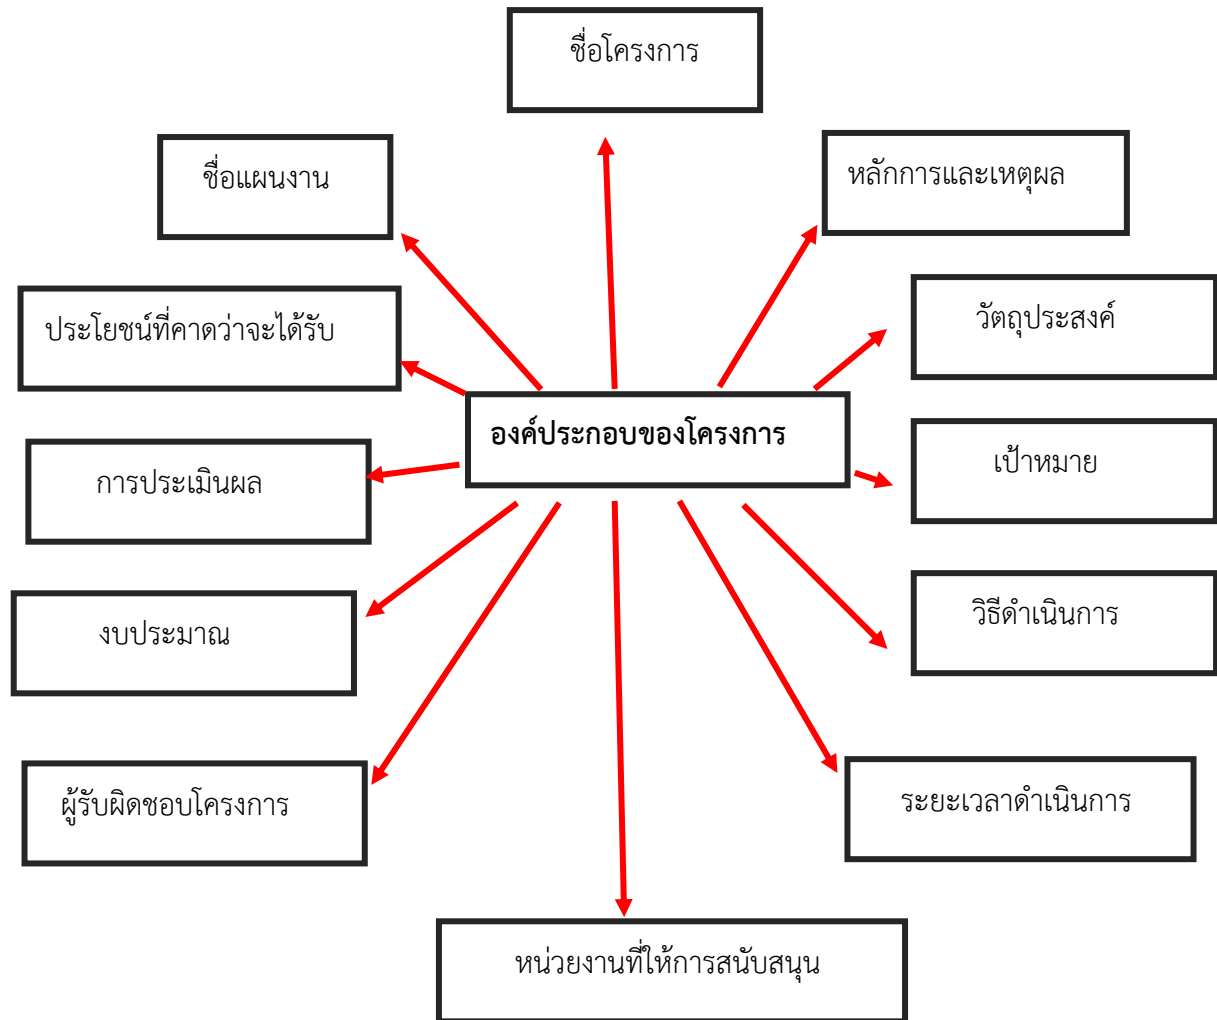 ชื่อโครงการ
ชื่อแผนงาน
หลักการและเหตุผล
ประโยชน์ที่คาดว่าจะได้รับ
วัตถุประสงค์
องค์ประกอบของโครงการ
เป้าหมาย
การประเมินผล
วิธีดำเนินการ
งบประมาณ
ผู้รับผิดชอบโครงการ
ระยะเวลาดำเนินการ
หน่วยงานที่ให้การสนับสนุน